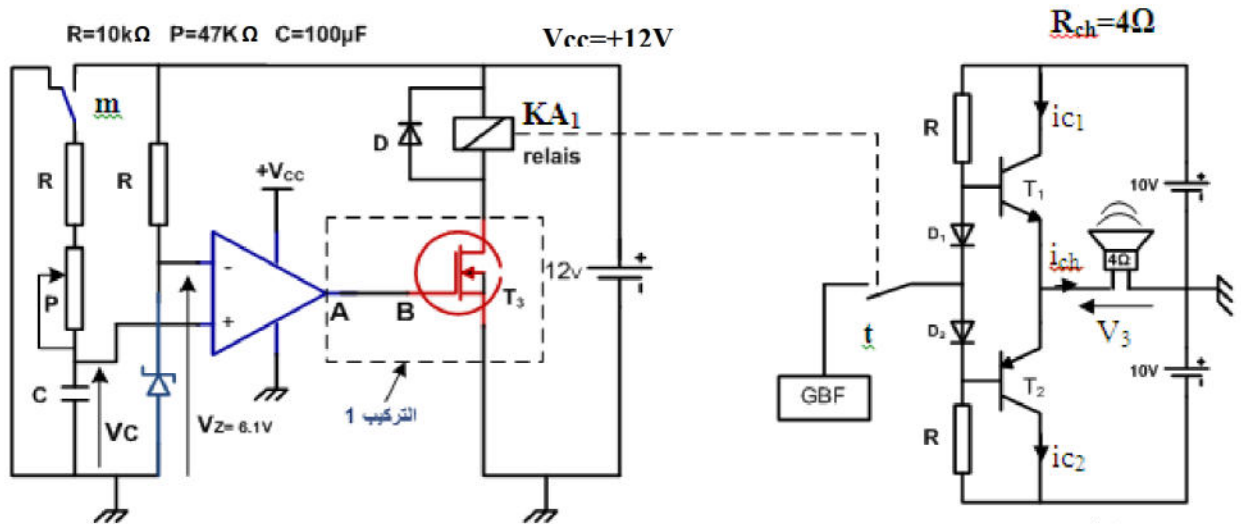 R=10kΩ P=47KΩ C=100µF
Vcc=+12V
Rch=4Ω
m
KA1
D
relais
R
R
+Vcc
P
-
+
A
B
T3
12v
+
-
C
VC
VZ= 6.1V
التركيب 1
t
GBF
R
ic1
T1
D1
ich
4Ω
10V
+
-
V3
D2
T2
10V
+
-
R
ic2